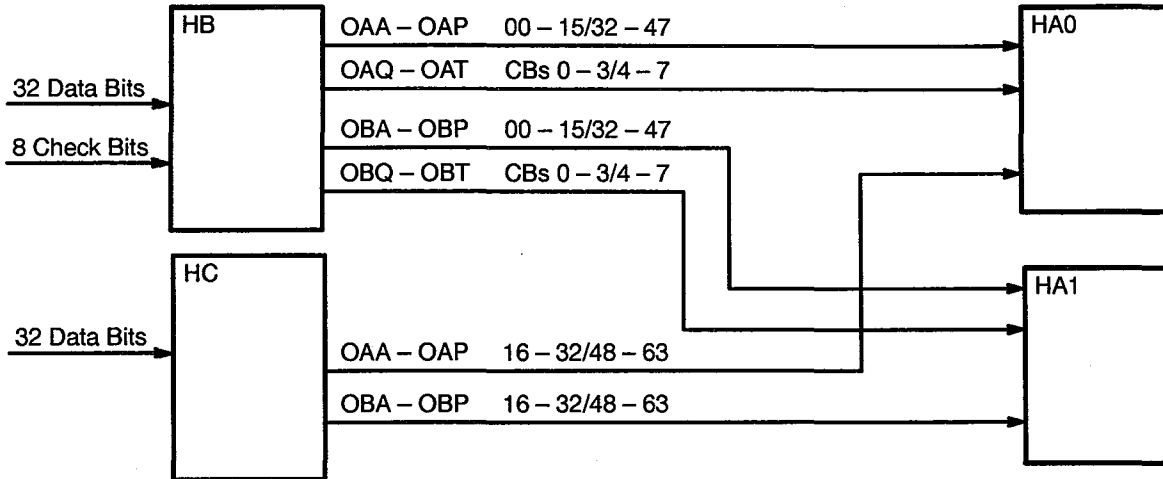 HB
OAA – OAP 00 – 15/32 – 47
HA0
OAQ – OAT CBs 0 – 3/4 – 7
32 Data Bits
OBA – OBP 00 – 15/32 – 47
8 Check Bits
OBQ – OBT CBs 0 – 3/4 – 7
HC
HA1
32 Data Bits
OAA – OAP 16 – 32/48 – 63
OBA – OBP 16 – 32/48 – 63